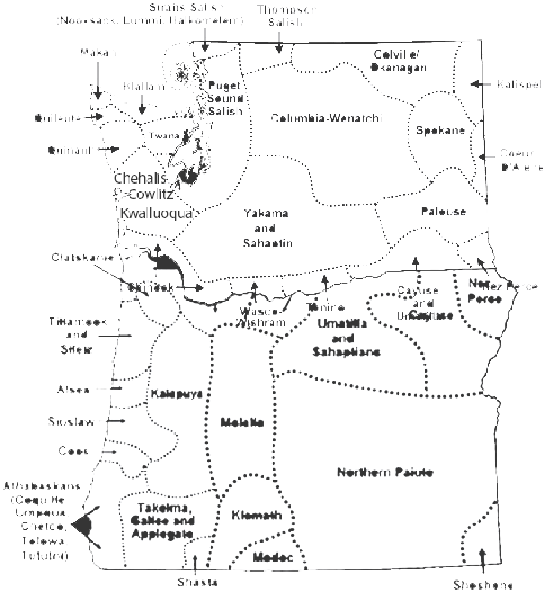 Straits Salish
(Nooksack, Lummi, Halkomelem)
Thompson
Salish
Makah
Klallam
Puget
Sound
Salish
Colville/
Okanagan
Kalispel
Quileute
Twana
Columbia-Wenatchi
Spokane
Quinault
Coeur
D'Alene
Chehalis
Cowlitz
Kwalluoqua
Yakama
and
Sahaptin
Palouse
Clatskanie
Wasco-
Wishram
Tenino
Cayuse
and
Umatilla
Cayuse
Nez Perce
Nez
Perce
Tillamook
and
Siletz
Umatilla
and
Sahaptians
Alsea
Kalapuya
Siuslaw
Molalla
Coos
Northern Paiute
Athabaskans
(Coquille
Umpqua
Chetco,
Tolowa
Tututni)
Takelma,
Galice and
Applegate
Klamath
Modoc
Shasta
Shoshone